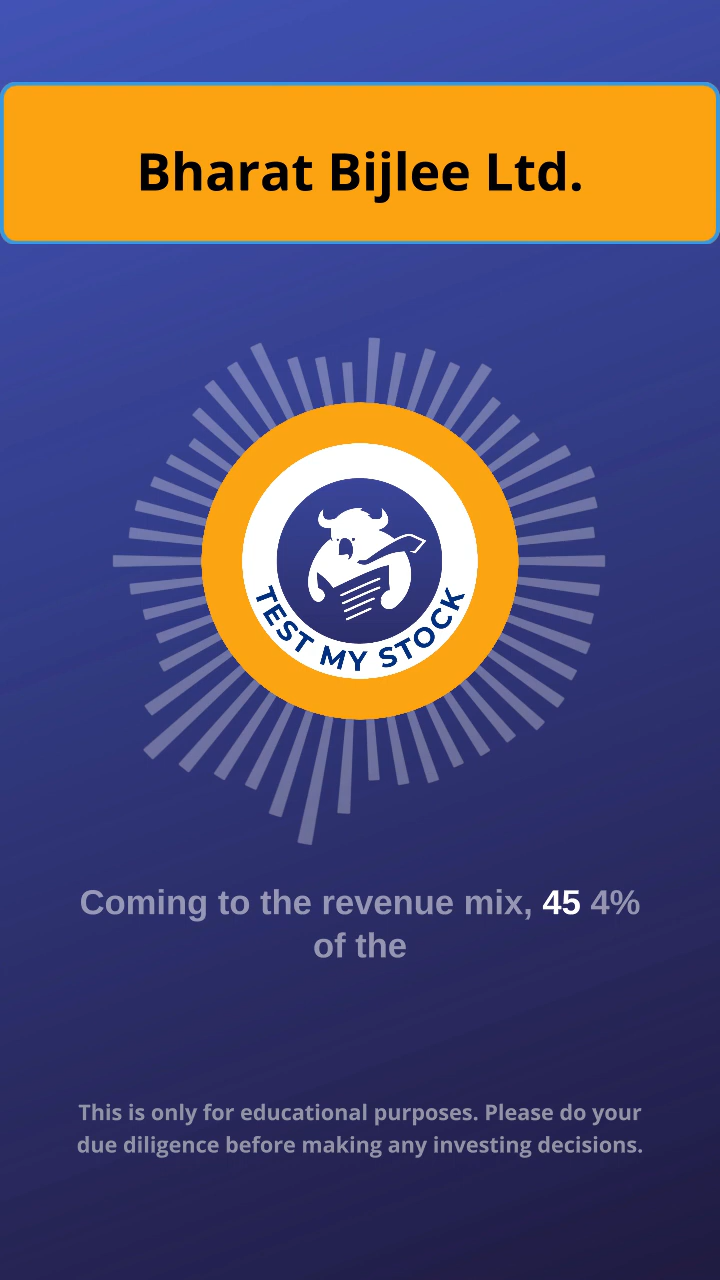 Bharat Bijlee Ltd.
TEST MY STOCK
Coming to the revenue mix, 45 4%
of the
This is only for educational purposes. Please do your
due diligence before making any investing decisions.